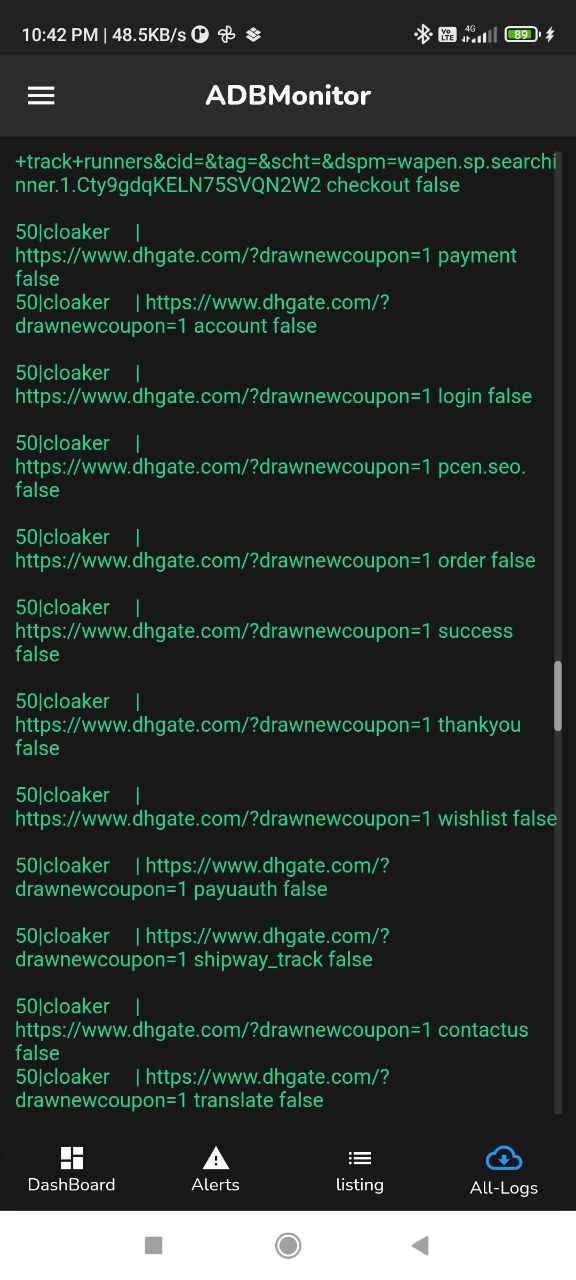 10:42 PM | 48.5KB/s
Vo LTE 4G 89
ADBMonitor
+track+runners&cid=&tag=&scht=&dspm=wapen.sp.searchi
nner.1.Cty9gdqKELN75SVQN2W2 checkout false
50|cloaker |
https://www.dhgate.com/?drawnewcoupon=1 payment
false
50|cloaker | https://www.dhgate.com/?
drawnewcoupon=1 account false
50|cloaker |
https://www.dhgate.com/?drawnewcoupon=1 login false
50|cloaker |
https://www.dhgate.com/?drawnewcoupon=1 pcen.seo.
false
50|cloaker |
https://www.dhgate.com/?drawnewcoupon=1 order false
50|cloaker |
https://www.dhgate.com/?drawnewcoupon=1 success
false
50|cloaker |
https://www.dhgate.com/?drawnewcoupon=1 thankyou
false
50|cloaker |
https://www.dhgate.com/?drawnewcoupon=1 wishlist false
50|cloaker | https://www.dhgate.com/?
drawnewcoupon=1 payuauth false
50|cloaker | https://www.dhgate.com/?
drawnewcoupon=1 shipway_track false
50|cloaker |
https://www.dhgate.com/?drawnewcoupon=1 contactus
false
50|cloaker | https://www.dhgate.com/?
drawnewcoupon=1 translate false
DashBoard Alerts listing All-Logs